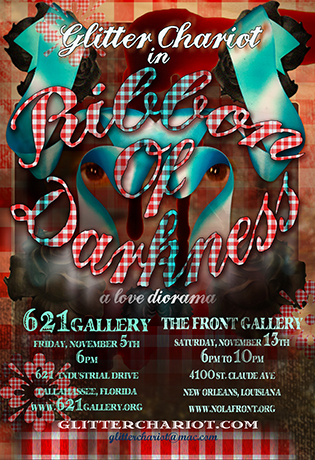 Glitter Chariot
in
Ribbon
Of
Darkness
a love diorama
621 GALLERY
FRIDAY, NOVEMBER 5TH
6PM
621 INDUSTRIAL DRIVE
TALLAHASSEE, FLORIDA
WWW.621GALLERY.ORG
THE FRONT GALLERY
SATURDAY, NOVEMBER 13TH
6PM TO 10PM
4100 ST. CLAUDE AVE
NEW ORLEANS, LOUISIANA
WWW.NOLAFRONT.ORG
GLITTERCHARIOT.COM
glitterchariot@mac.com